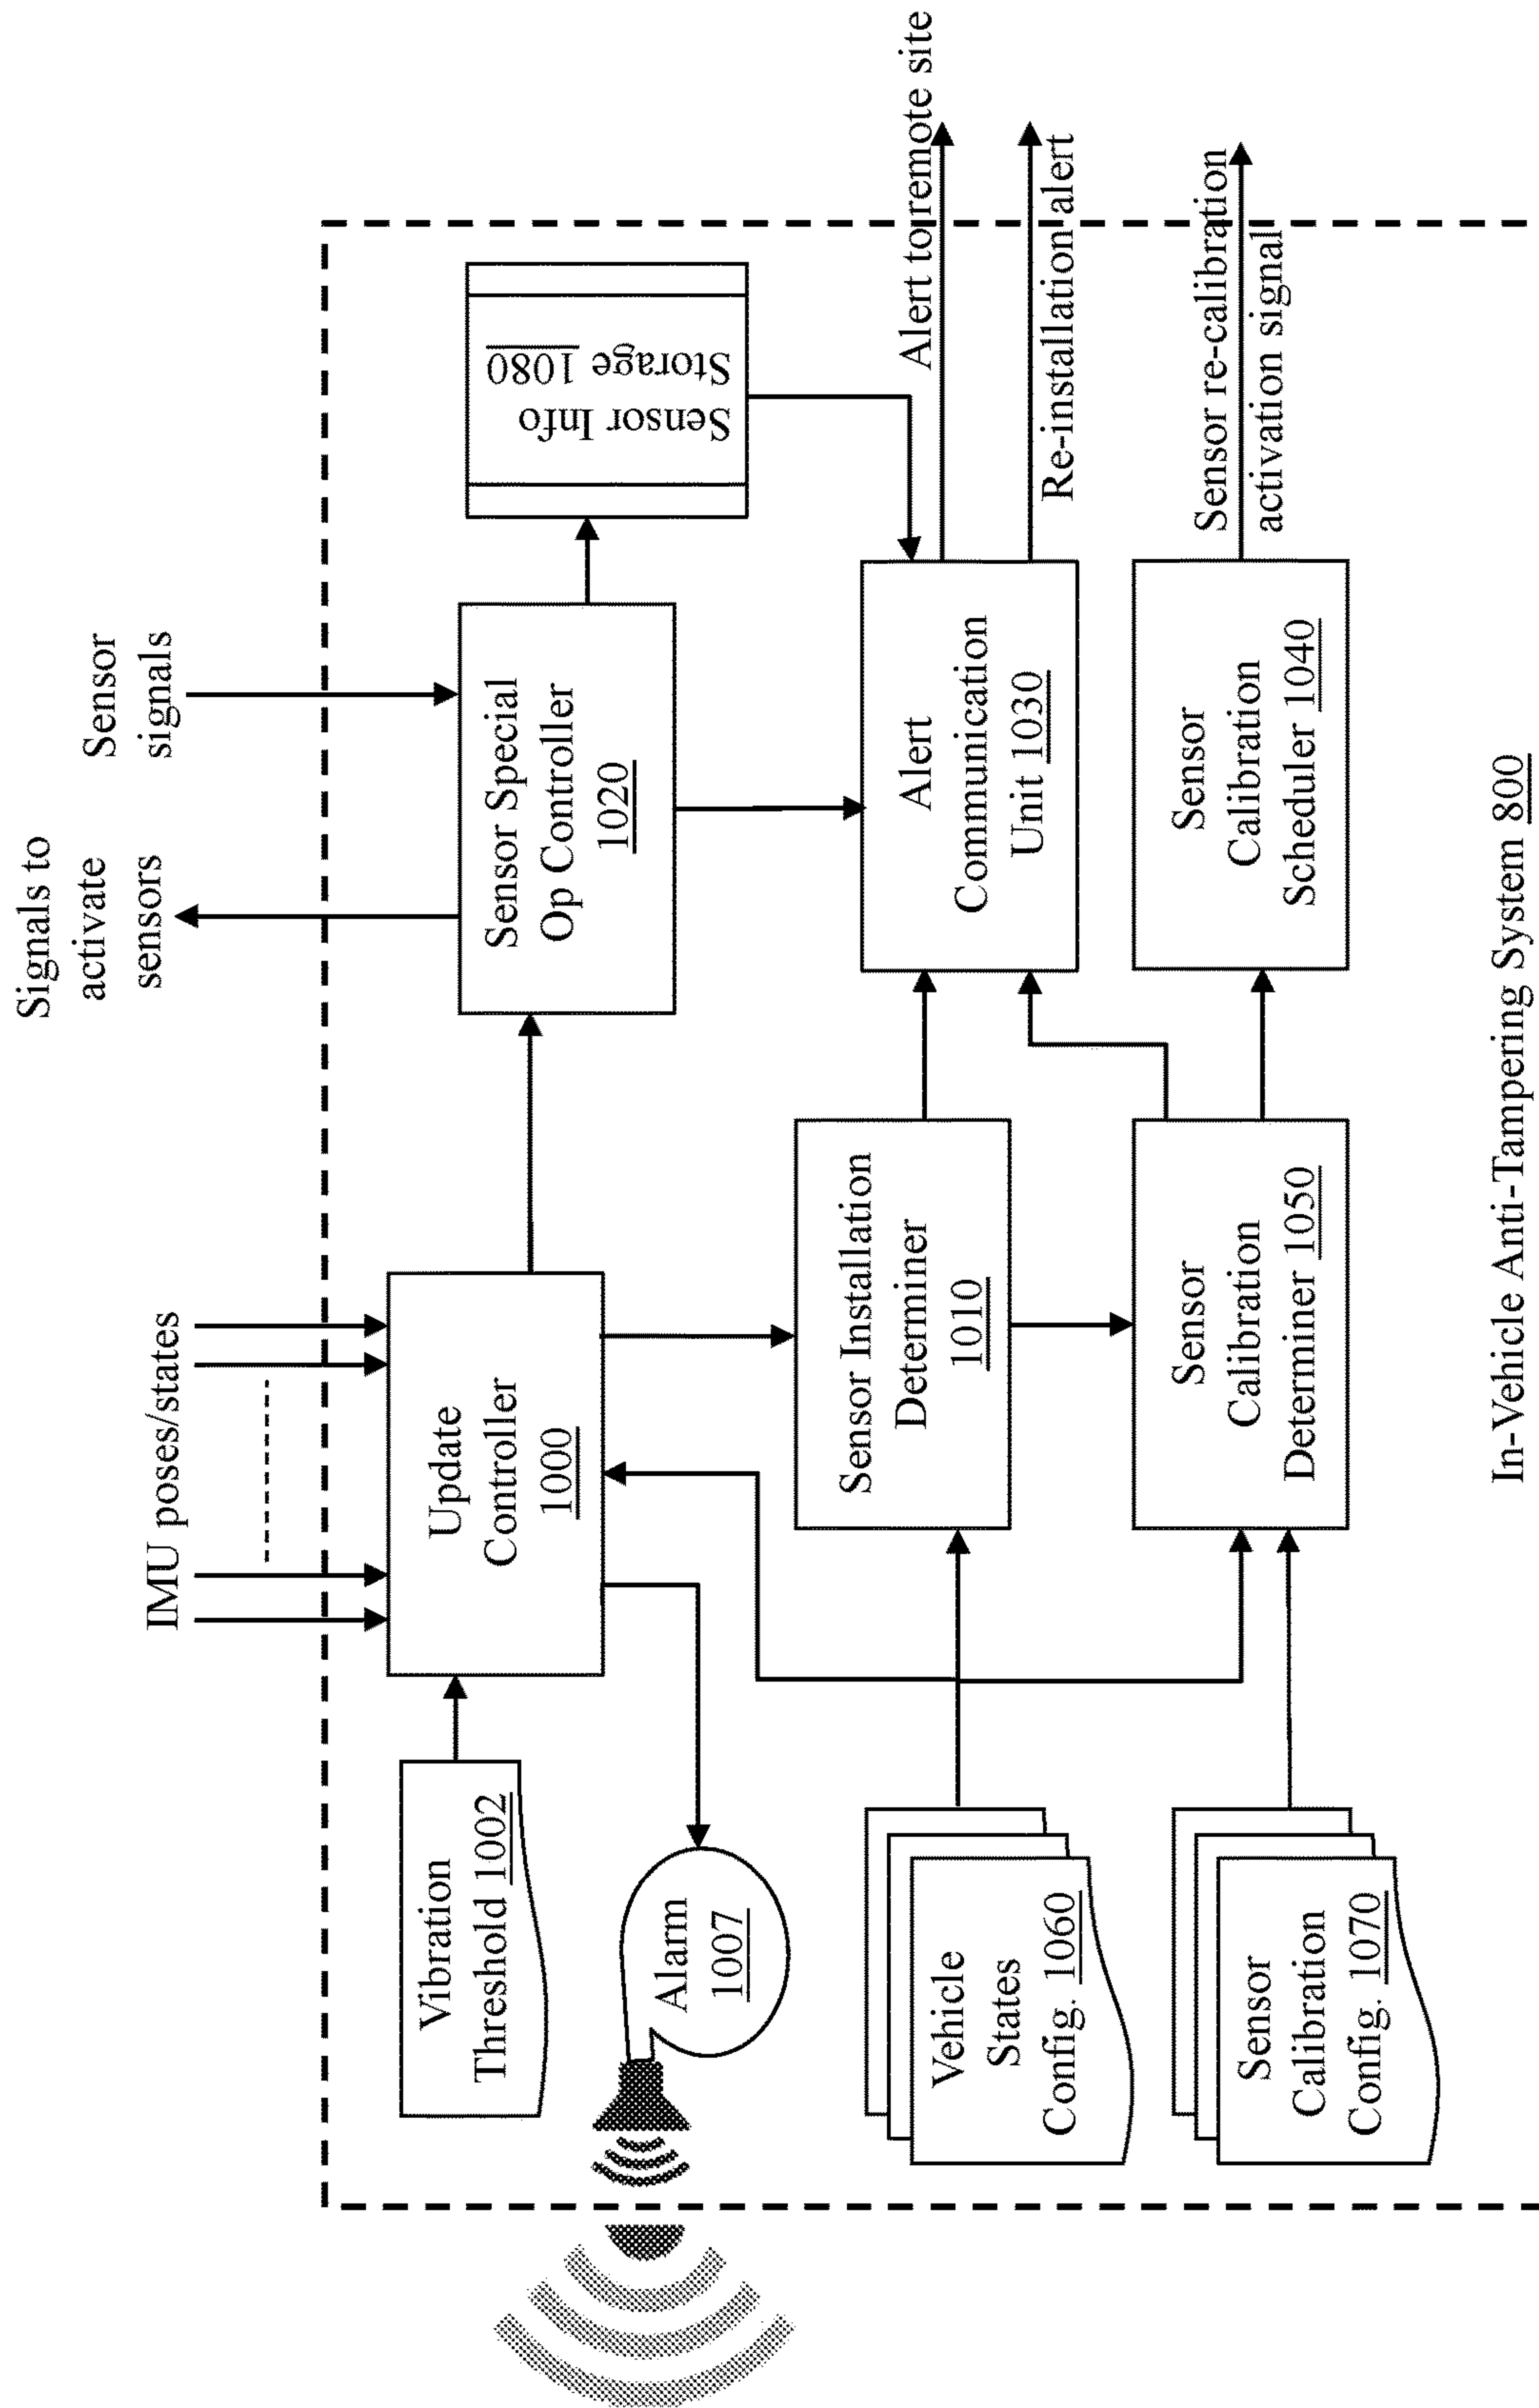 Signals to
activate
sensors
Sensor
signals
IMU poses/states
Vibration
Threshold 1002
Update
Controller
1000
Sensor Special
Op Controller
1020
Sensor Info
Storage 1080
Alarm
1007
Vehicle
States
Config. 1060
Sensor Installation
Determiner
1010
Alert
Communication
Unit 1030
Alert to remote site
Re-installation alert
Sensor
Calibration
Config. 1070
Sensor
Calibration
Determiner 1050
Sensor
Calibration
Scheduler 1040
Sensor re-calibration
activation signal
In-Vehicle Anti-Tampering System 800